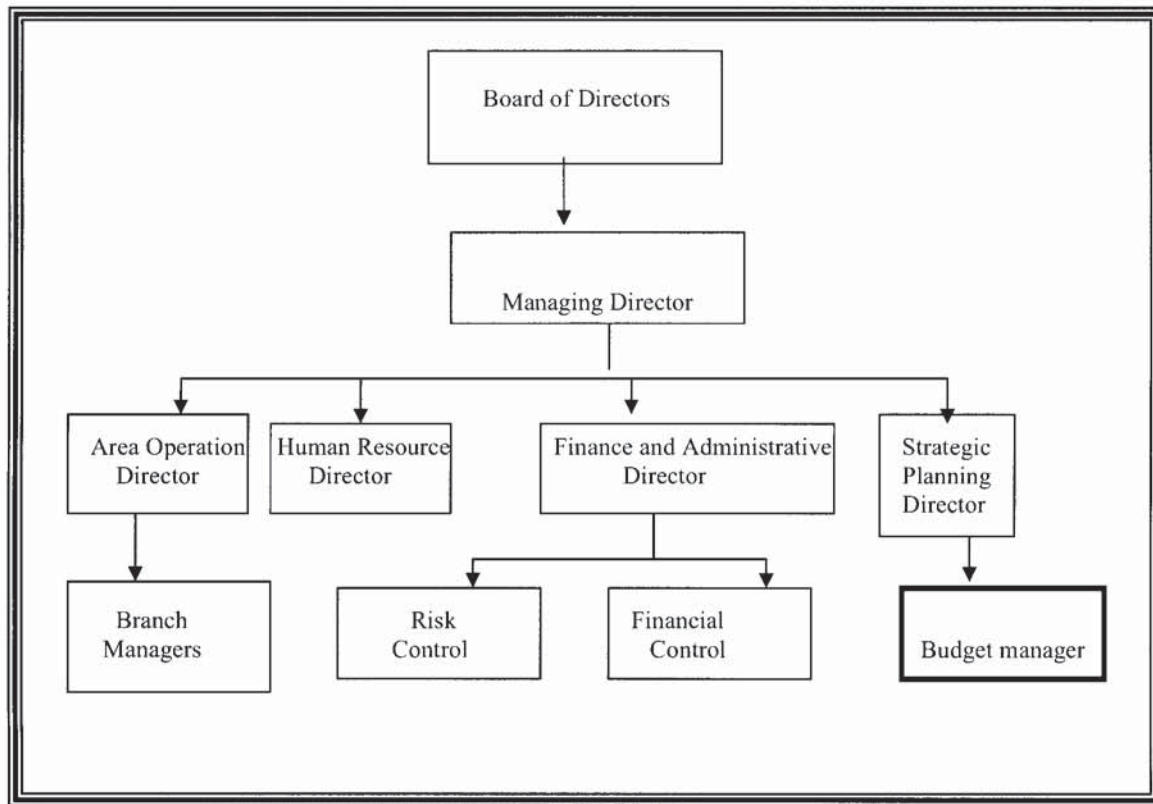 Board of Directors
Managing Director
Area Operation
Director
Human Resource
Director
Finance and Administrative
Director
Strategic
Planning
Director
Branch
Managers
Risk
Control
Financial
Control
Budget manager